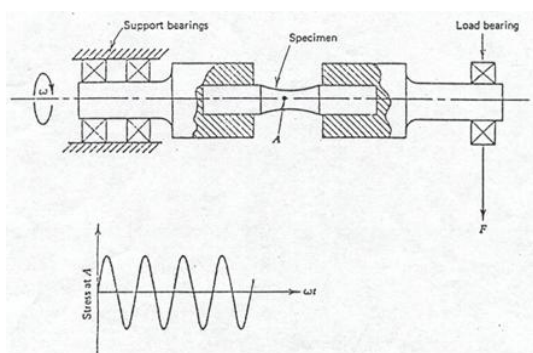 Support bearings
Specimen
Load bearing
ω
A
F
Stress at A
ωt